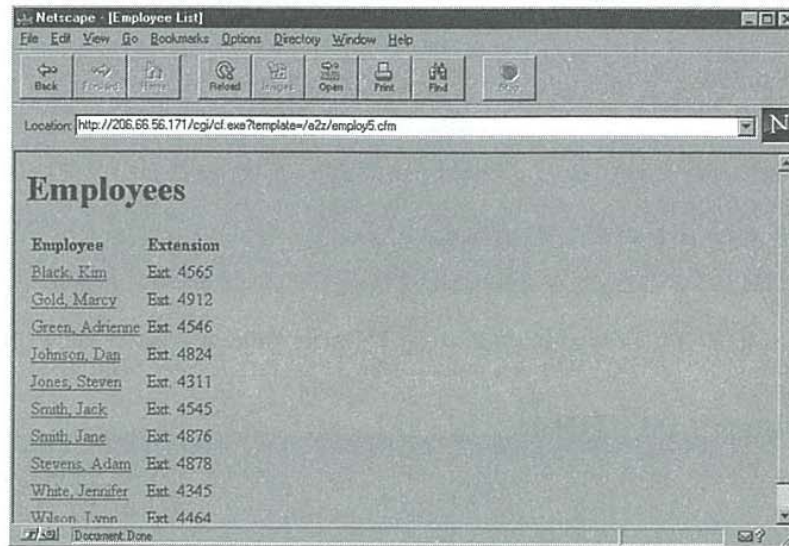 Netscape - [Employee List]
File Edit View Go Bookmarks Options Directory Window Help
Back Forward Home Reload Images Open Print Find Stop
Location: http://206.66.56.171/cgi/cf.exe?template=/a2z/employ5.cfm
N
Employees
Employee Extension
Black, Kim Ext. 4565
Gold, Marcy Ext. 4912
Green, Adrienne Ext. 4546
Johnson, Dan Ext. 4824
Jones, Steven Ext. 4311
Smith, Jack Ext. 4545
Smith, Jane Ext. 4876
Stevens, Adam Ext. 4878
White, Jennifer Ext. 4345
Wilson, Lynn Ext. 4464
Document: Done